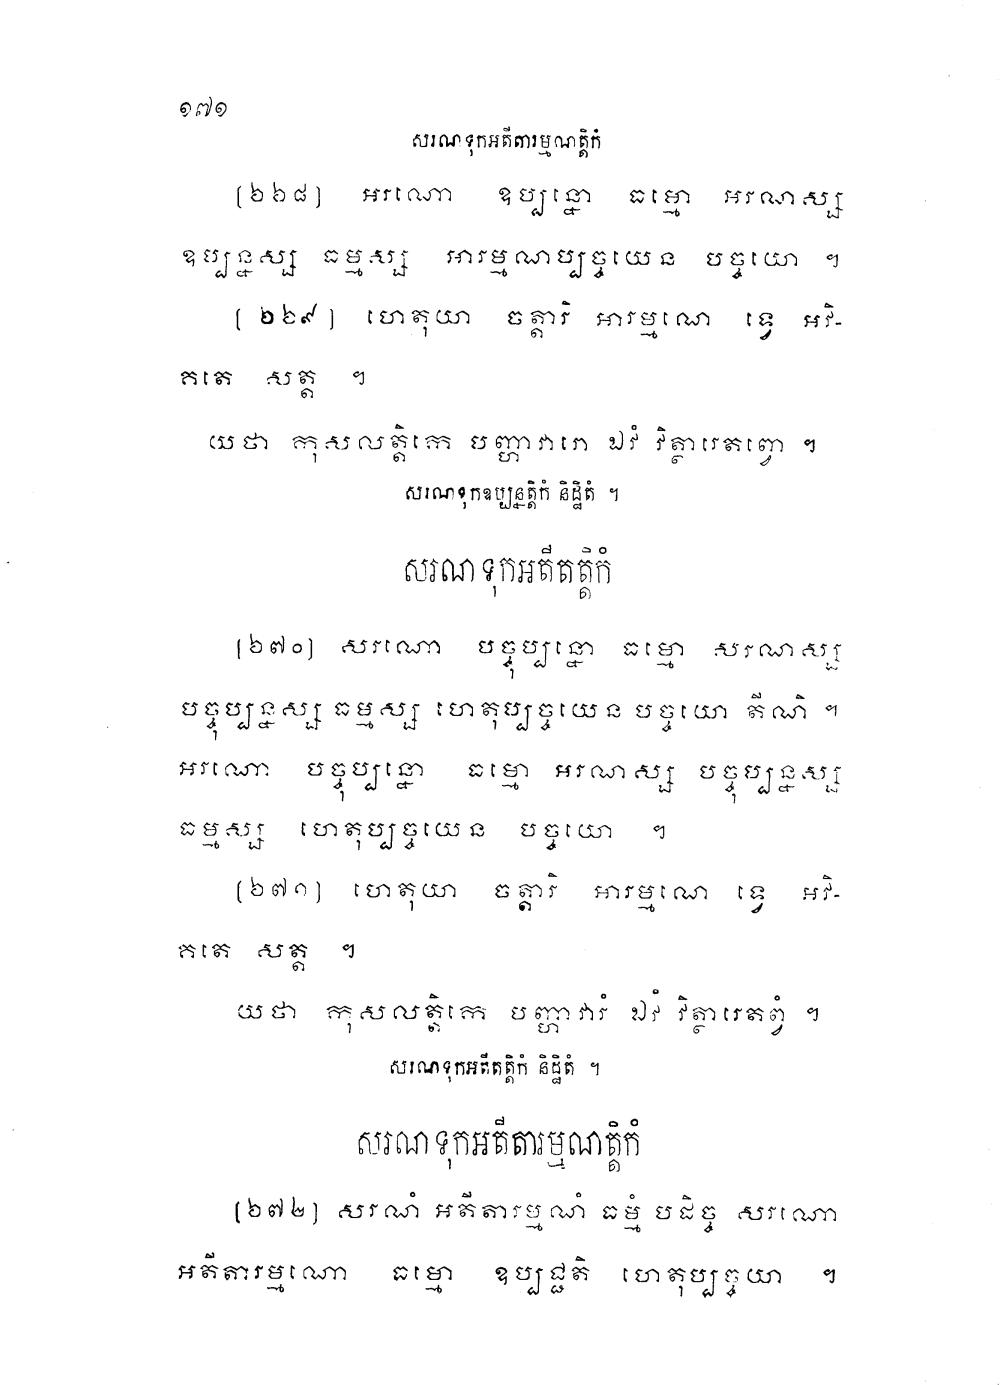 ១៧១
សរណទុកអតីតារម្មណត្តិកំ
[២៦៨] អរណោ ឧប្បន្នោ ធម្មោ អរណស្ស
ឧប្បន្នស្ស ធម្មស្ស អារម្មណប្បច្ចយេន បច្ចយោ ។
[២៦៩] ហេតុយា ចត្តារិ អារម្មណេ ទ្វេ អវិ-
គតេ សត្ត ។
យថា កុសលត្តិកេ បញ្ហាវារោ ឯវំ វិត្ថារេតព្វោ ។
សរណទុកឧប្បន្នត្តិកំ និដ្ឋិតំ ។
សរណទុកអតីតត្តិកំ
[២៧០] សរណោ បច្ចុប្បន្នោ ធម្មោ សរណស្ស
បច្ចុប្បន្នស្ស ធម្មស្ស ហេតុប្បច្ចយេន បច្ចយោ តីណិ ។
អរណោ បច្ចុប្បន្នោ ធម្មោ អរណស្ស បច្ចុប្បន្នស្ស
ធម្មស្ស ហេតុប្បច្ចយេន បច្ចយោ ។
[២៧១] ហេតុយា ចត្តារិ អារម្មណេ ទ្វេ អវិ-
គតេ សត្ត ។
យថា កុសលត្តិកេ បញ្ហាវារំ ឯវំ វិត្ថារេតព្វំ ។
សរណទុកអតីតត្តិកំ និដ្ឋិតំ ។
សរណទុកអតីតារម្មណត្តិកំ
[២៧២] សរណំ អតីតារម្មណំ ធម្មំ បដិច្ច សរណោ
អតីតារម្មណោ ធម្មោ ឧប្បជ្ជតិ ហេតុប្បច្ចយា ។